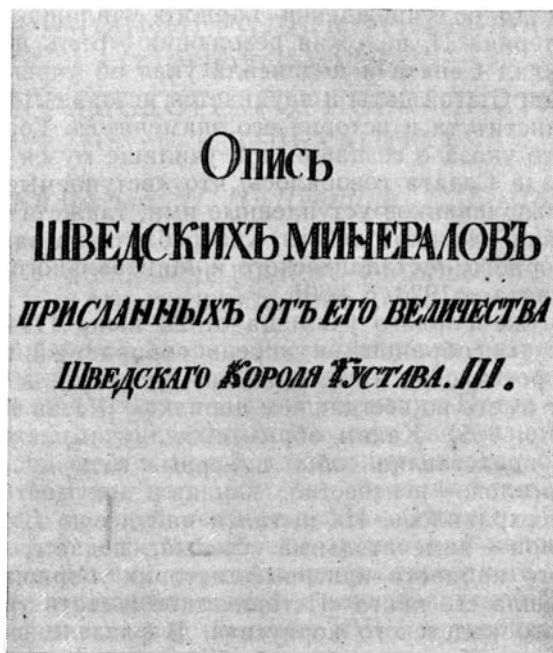 Опись
Шведскихъ Минераловъ
присланныхъ отъ его величества
Шведскаго Короля Густава. III.